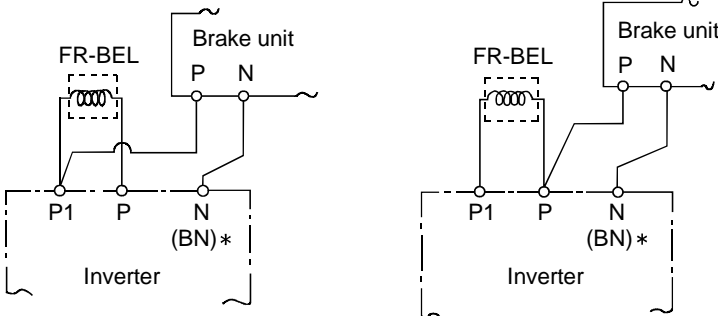 Brake unit
FR-BEL
P N
P1 P N
(BN)*
Inverter
Brake unit
FR-BEL
P N
P1 P N
(BN)*
Inverter